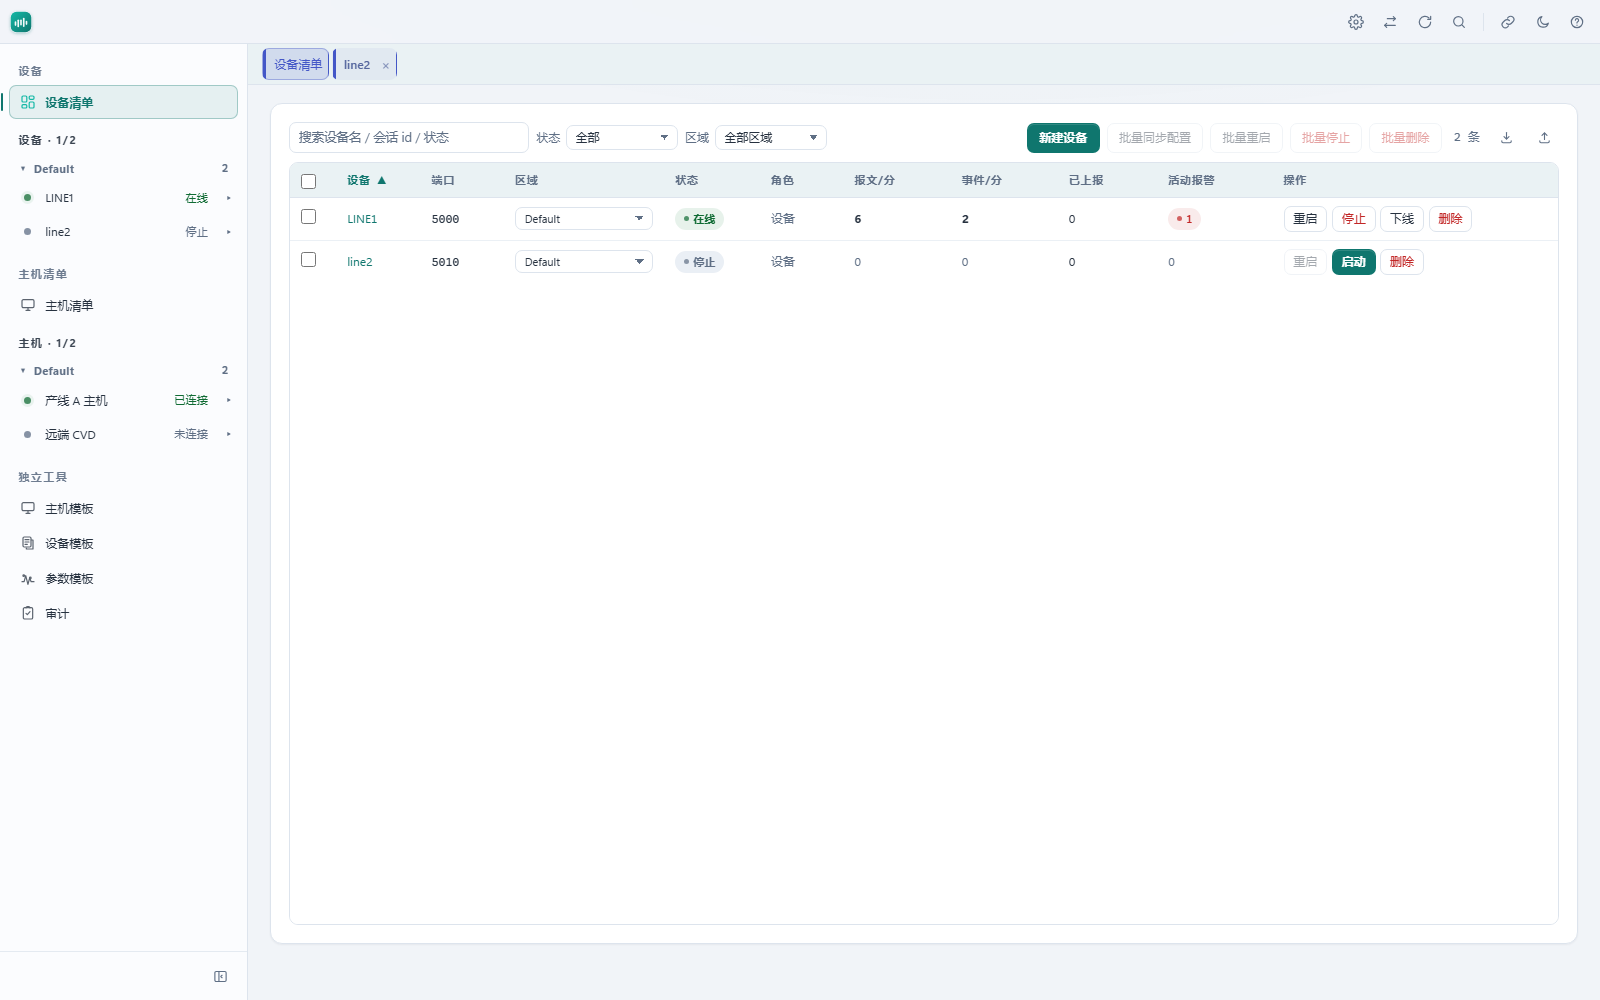 设备
设备清单
设备 · 1/2
Default 2
LINE1 在线
line2 停止
主机清单
主机清单
主机 · 1/2
Default 2
产线 A 主机 已连接
远端 CVD 未连接
独立工具
主机模板
设备模板
参数模板
审计
设备清单 line2 ×
搜索设备名 / 会话 id / 状态 状态 全部 区域 全部区域 新建设备 批量同步配置 批量重启 批量停止 批量删除 2 条
设备 ▲ 端口 区域 状态 角色 报文/分 事件/分 已上报 活动报警 操作
LINE1 5000 Default 在线 设备 6 2 0 1 重启 停止 下线 删除
line2 5010 Default 停止 设备 0 0 0 0 重启 启动 删除